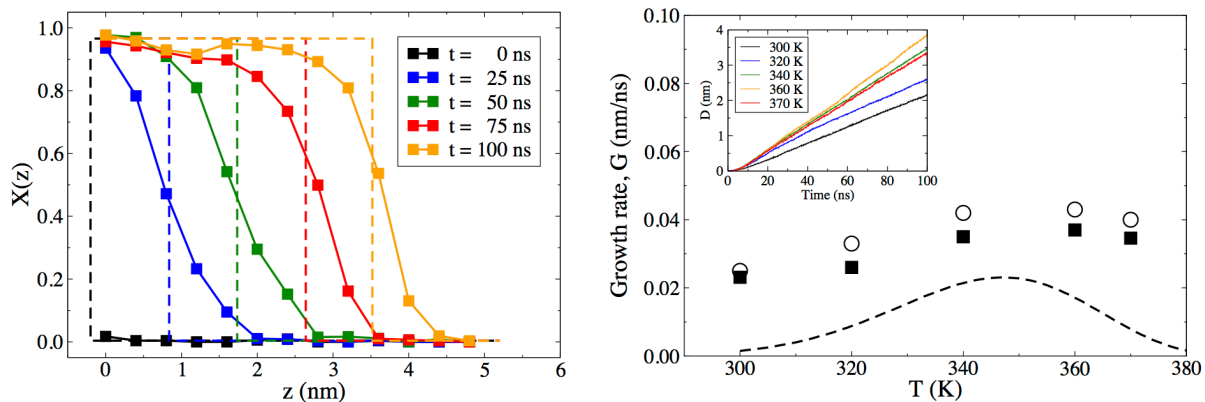 1.0
0.8
0.6
0.4
0.2
0.0
X(z)
t = 0 ns
t = 25 ns
t = 50 ns
t = 75 ns
t = 100 ns
0 1 2 3 4 5 6
z (nm)
0.10
0.08
0.06
0.04
0.02
0.00
Growth rate, G (nm/ns)
4
3
2
1
0
D (nm)
300 K
320 K
340 K
360 K
370 K
0 20 40 60 80 100
Time (ns)
300 320 340 360 380
T (K)